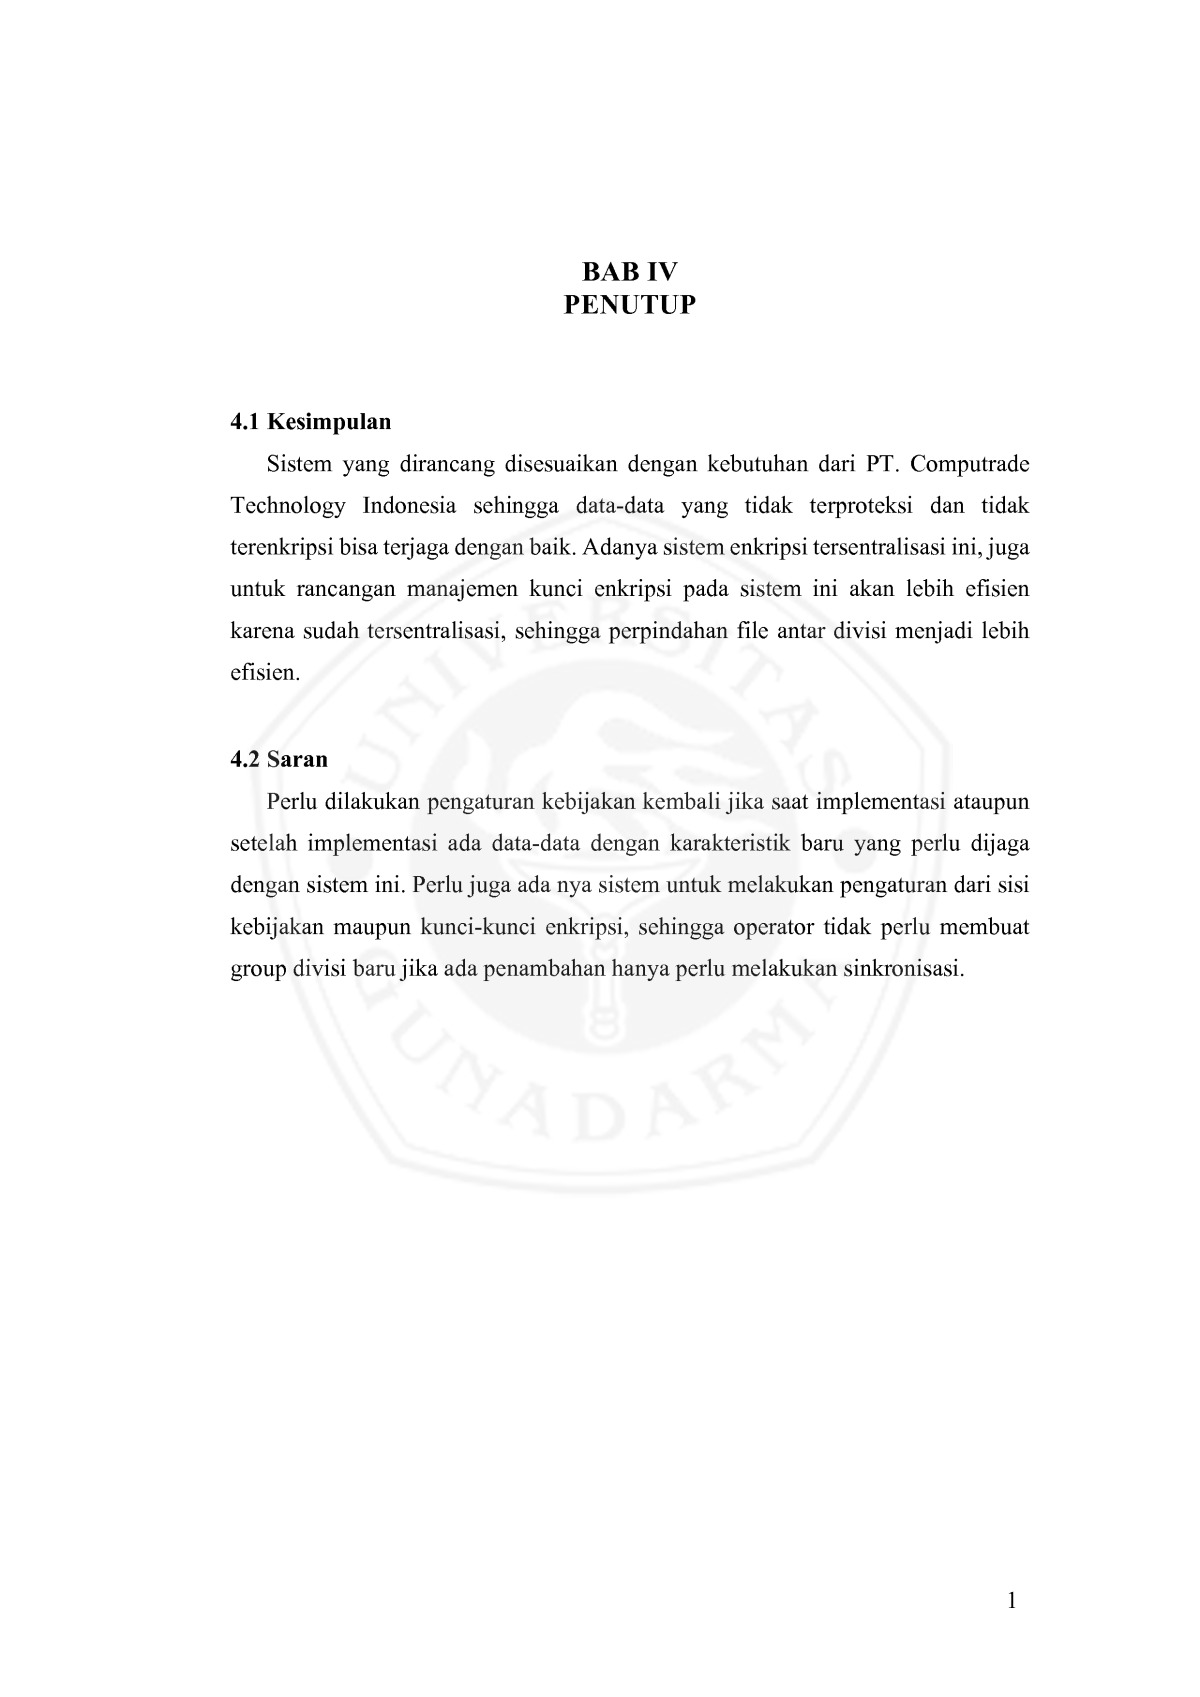 BAB IV
PENUTUP
4.1 Kesimpulan
Sistem yang dirancang disesuaikan dengan kebutuhan dari PT. Computrade
Technology Indonesia sehingga data-data yang tidak terproteksi dan tidak
terenkripsi bisa terjaga dengan baik. Adanya sistem enkripsi tersentralisasi ini, juga
untuk rancangan manajemen kunci enkripsi pada sistem ini akan lebih efisien
karena sudah tersentralisasi, sehingga perpindahan file antar divisi menjadi lebih
efisien.
4.2 Saran
Perlu dilakukan pengaturan kebijakan kembali jika saat implementasi ataupun
setelah implementasi ada data-data dengan karakteristik baru yang perlu dijaga
dengan sistem ini. Perlu juga ada nya sistem untuk melakukan pengaturan dari sisi
kebijakan maupun kunci-kunci enkripsi, sehingga operator tidak perlu membuat
group divisi baru jika ada penambahan hanya perlu melakukan sinkronisasi.
UNIVERSITAS
GUNADARMA
1